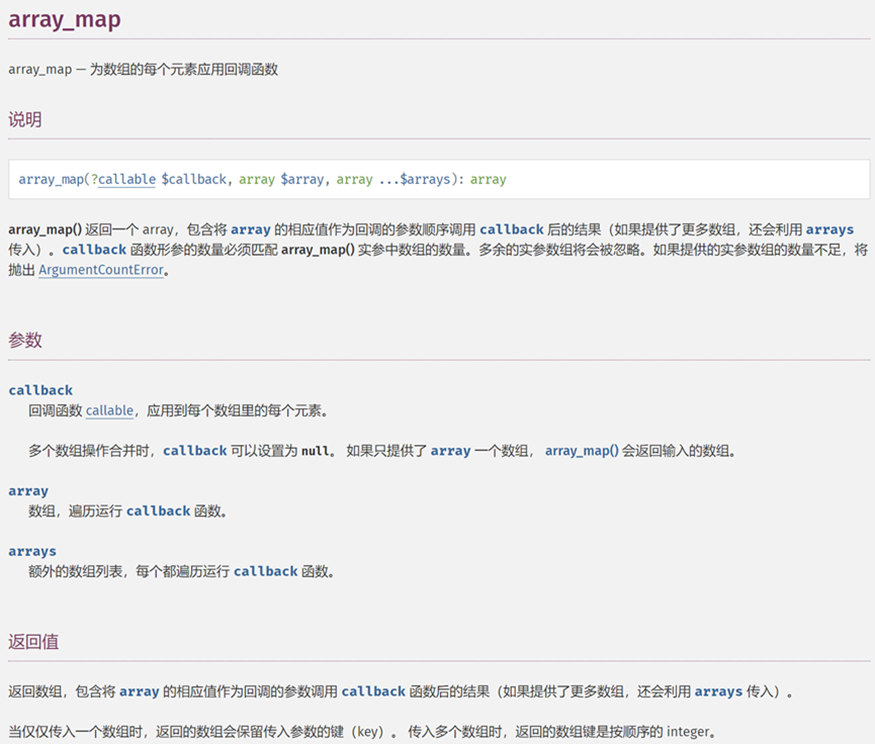 array_map
array_map — 为数组的每个元素应用回调函数
说明
array_map(?callable $callback, array $array, array ...$arrays): array
array_map() 返回一个 array，包含将 array 的相应值作为回调的参数顺序调用 callback 后的结果（如果提供了更多数组，还会利用 arrays
传入）。callback 函数形参的数量必须匹配 array_map() 实参中数组的数量。多余的实参数组将会被忽略。如果提供的实参数组的数量不足，将
抛出 ArgumentCountError。
参数
callback
回调函数 callable，应用到每个数组里的每个元素。
多个数组操作合并时，callback 可以设置为 null。 如果只提供了 array 一个数组， array_map() 会返回输入的数组。
array
数组，遍历运行 callback 函数。
arrays
额外的数组列表，每个都遍历运行 callback 函数。
返回值
返回数组，包含将 array 的相应值作为回调的参数调用 callback 函数后的结果（如果提供了更多数组，还会利用 arrays 传入）。
当仅仅传入一个数组时，返回的数组会保留传入参数的键（key）。 传入多个数组时，返回的数组键是按顺序的 integer。